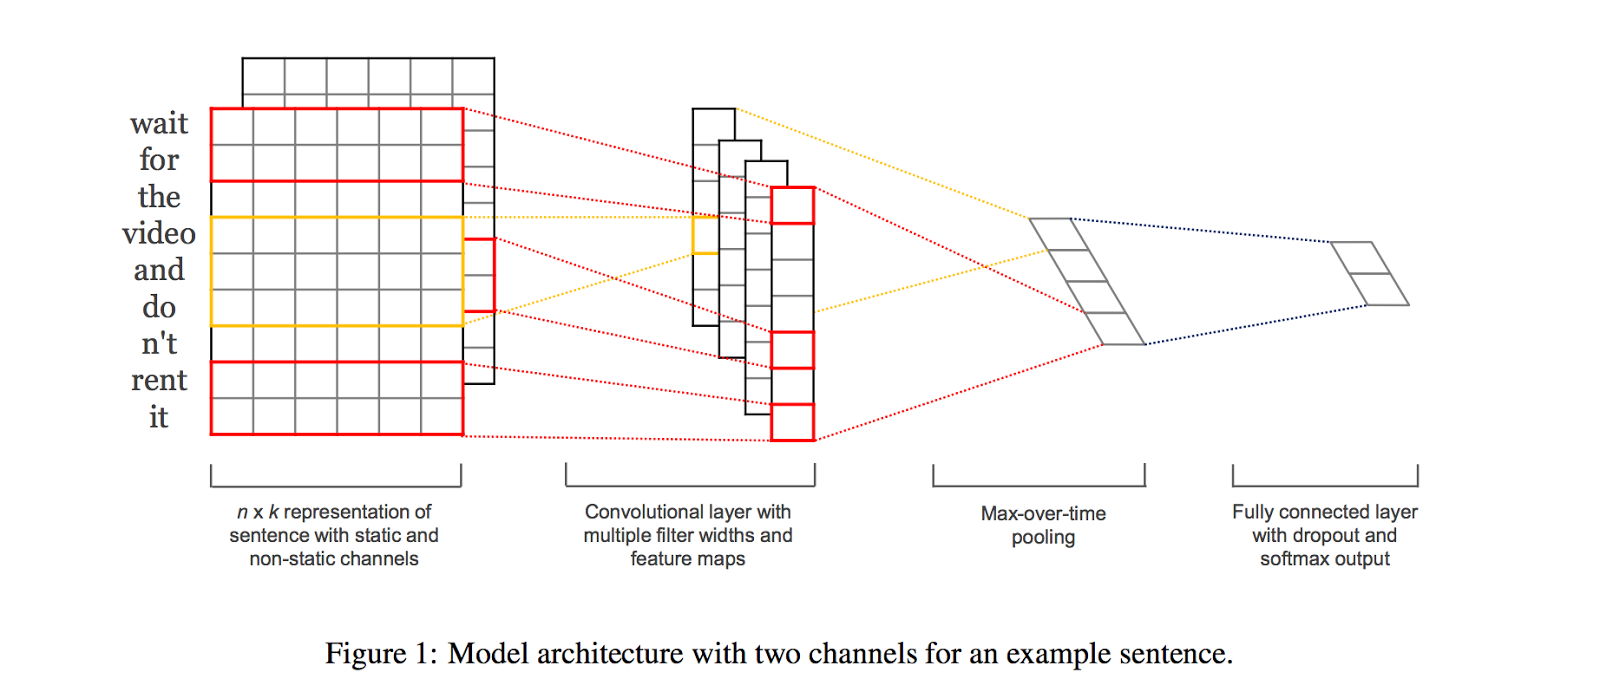 wait
for
the
video
and
do
n't
rent
it
n x k representation of
sentence with static and
non-static channels
Convolutional layer with
multiple filter widths and
feature maps
Max-over-time
pooling
Fully connected layer
with dropout and
softmax output
Figure 1: Model architecture with two channels for an example sentence.